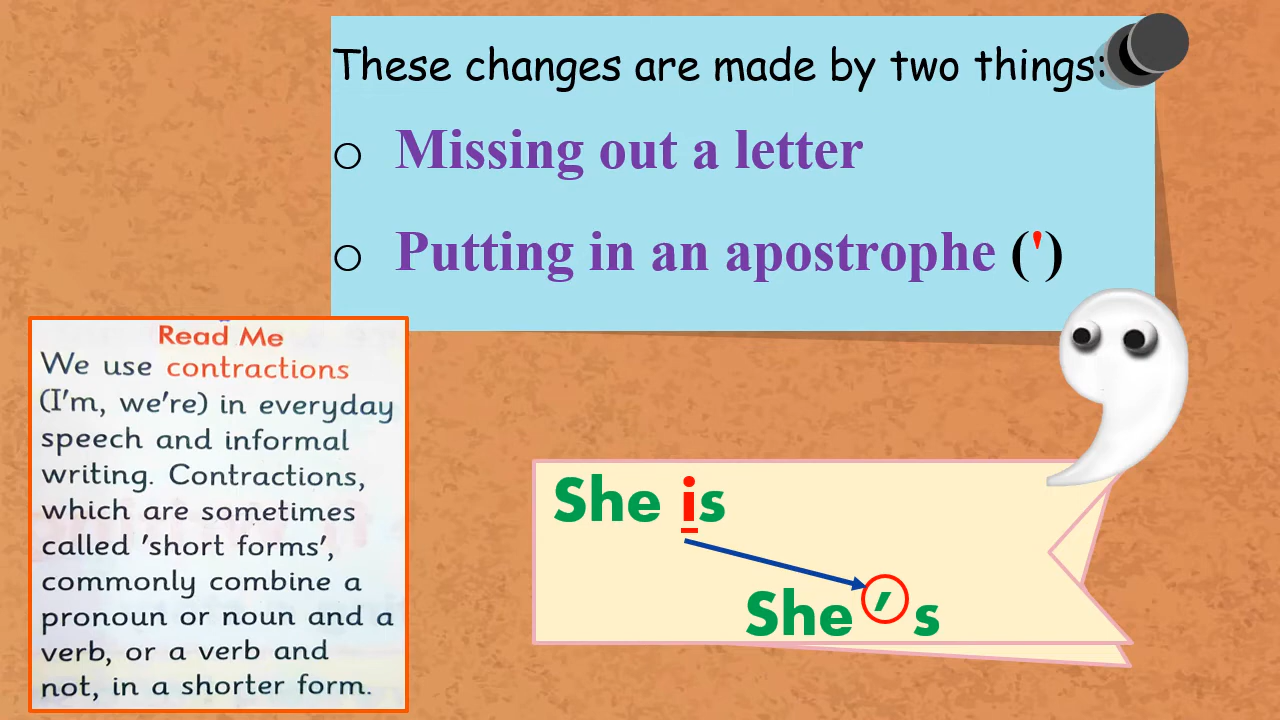 These changes are made by two things:
o Missing out a letter
o Putting in an apostrophe (')
Read Me
We use contractions
(I'm, we're) in everyday
speech and informal
writing. Contractions,
which are sometimes
called 'short forms',
commonly combine a
pronoun or noun and a
verb, or a verb and
not, in a shorter form.
She is
She ' s